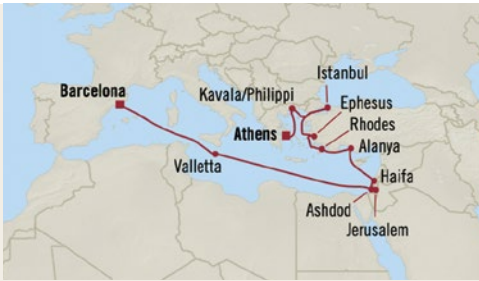 Istanbul
Barcelona
Kavala/Philippi
Ephesus
Rhodes
Athens
Alanya
Valletta
Haifa
Ashdod
Jerusalem